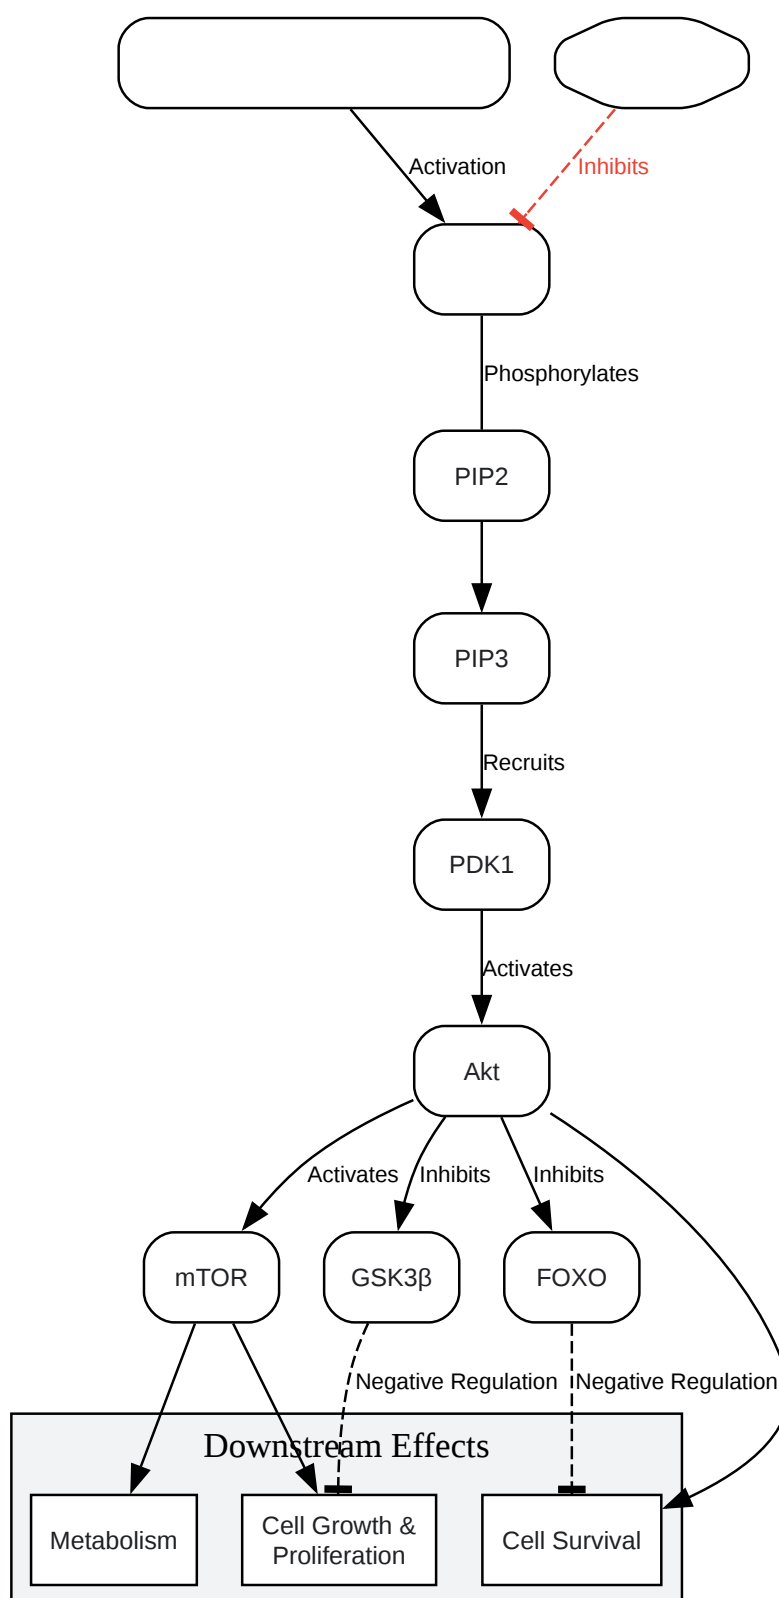 Activation
Inhibits
Phosphorylates
PIP2
PIP3
Recruits
PDK1
Activates
Akt
Activates
Inhibits
Inhibits
mTOR
GSK3β
FOXO
Negative Regulation
Negative Regulation
Downstream Effects
Metabolism
Cell Growth &
Proliferation
Cell Survival